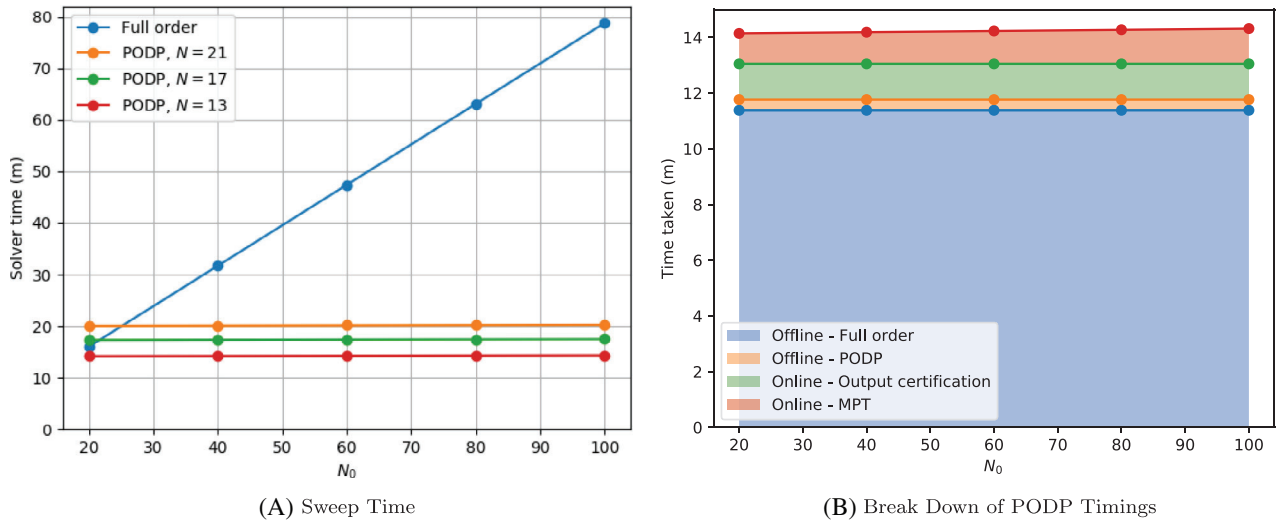 80
70
60
50
40
30
20
10
0
Solver time (m)
Full order
PODP, N = 21
PODP, N = 17
PODP, N = 13
20 30 40 50 60 70 80 90 100
N₀
(A) Sweep Time
14
12
10
8
6
4
2
0
Time taken (m)
Offline - Full order
Offline - PODP
Online - Output certification
Online - MPT
20 30 40 50 60 70 80 90 100
N₀
(B) Break Down of PODP Timings